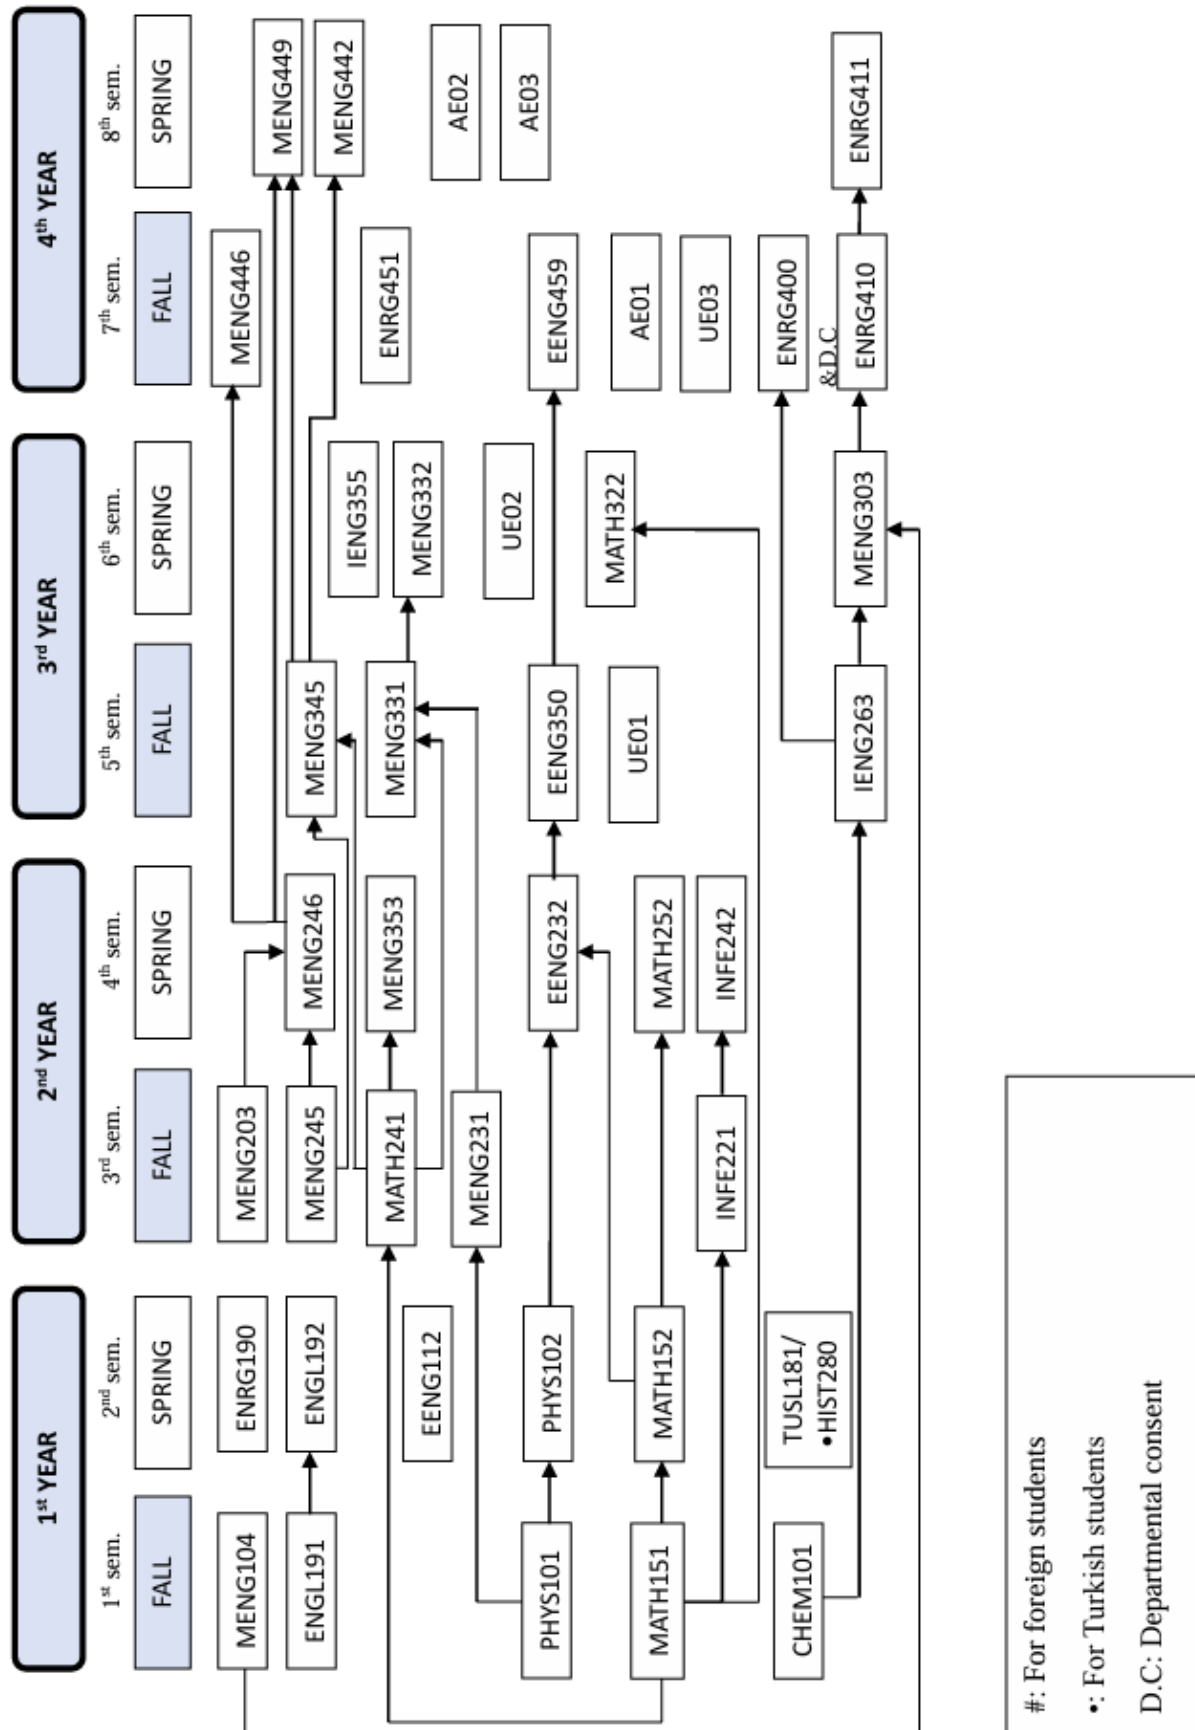 1st YEAR
2nd YEAR
3rd YEAR
4th YEAR
1st sem.
2nd sem.
3rd sem.
4th sem.
5th sem.
6th sem.
7th sem.
8th sem.
FALL
SPRING
FALL
SPRING
FALL
SPRING
FALL
SPRING
MENG104
ENRG190
MENG203
MENG446
ENGL191
ENGL192
MENG245
MENG246
MENG345
MENG449
IENG355
MENG442
EENG112
MATH241
MENG353
MENG331
MENG332
ENRG451
MENG231
UE02
AE02
AE03
PHYS101
PHYS102
EENG232
EENG350
EENG459
MATH151
MATH152
MATH252
UE01
MATH322
AE01
INFE221
INFE242
UE03
CHEM101
TUSL181/
•HIST280
ENRG400
&D.C
IENG263
MENG303
ENRG410
ENRG411
#: For foreign students
•: For Turkish students
D.C: Departmental consent